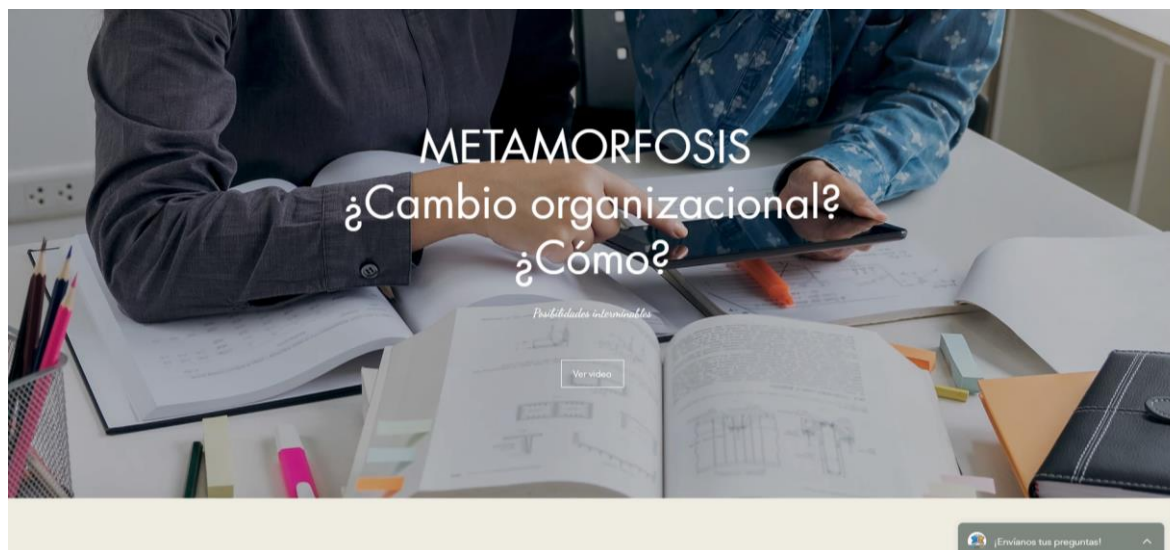 METAMORFOSIS
¿Cambio organizacional?
¿Cómo?
Posibilidades interminables
Ver video
¡Envíanos tus preguntas!